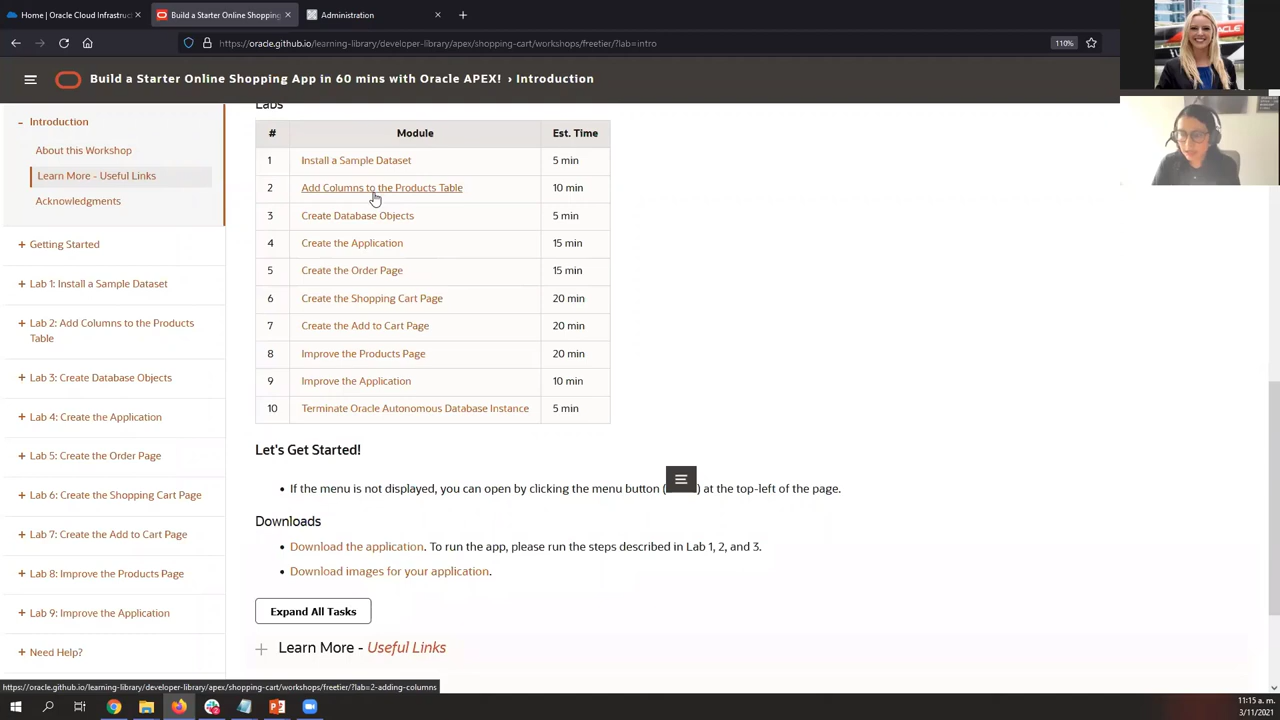 Home | Oracle Cloud Infrastruc
Build a Starter Online Shopping
Administration
https://oracle.github.io/learning-library/developer-library/apex/shopping-cart/workshops/freetier/?lab=intro
110%
Build a Starter Online Shopping App in 60 mins with Oracle APEX! › Introduction
Introduction
About this Workshop
Learn More - Useful Links
Acknowledgments
Getting Started
Lab 1: Install a Sample Dataset
Lab 2: Add Columns to the Products
Table
Lab 3: Create Database Objects
Lab 4: Create the Application
Lab 5: Create the Order Page
Lab 6: Create the Shopping Cart Page
Lab 7: Create the Add to Cart Page
Lab 8: Improve the Products Page
Lab 9: Improve the Application
Need Help?
Labs
# Module Est. Time
1 Install a Sample Dataset 5 min
2 Add Columns to the Products Table 10 min
3 Create Database Objects 5 min
4 Create the Application 15 min
5 Create the Order Page 15 min
6 Create the Shopping Cart Page 20 min
7 Create the Add to Cart Page 20 min
8 Improve the Products Page 20 min
9 Improve the Application 10 min
10 Terminate Oracle Autonomous Database Instance 5 min
Let's Get Started!
• If the menu is not displayed, you can open by clicking the menu button ( ) at the top-left of the page.
Downloads
• Download the application. To run the app, please run the steps described in Lab 1, 2, and 3.
• Download images for your application.
Expand All Tasks
Learn More - Useful Links
https://oracle.github.io/learning-library/developer-library/apex/shopping-cart/workshops/freetier/?lab=2-adding-columns
11:15 a. m.
3/11/2021